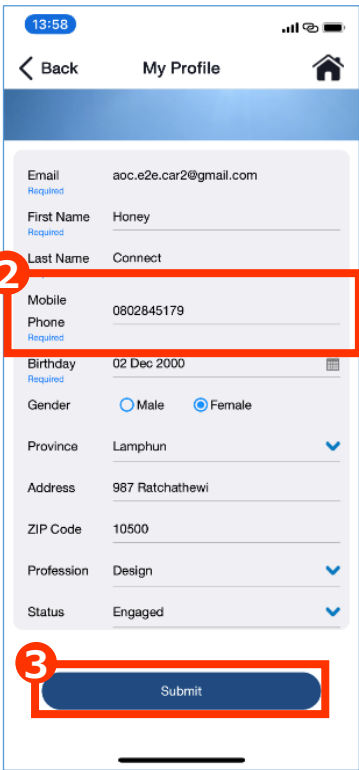 13:58
Back My Profile
Email aoc.e2e.car2@gmail.com
Required
First Name Honey
Required
Last Name Connect
2
Mobile
Phone 0802845179
Required
Birthday 02 Dec 2000
Required
Gender Male Female
Province Lamphun
Address 987 Ratchathewi
ZIP Code 10500
Profession Design
Status Engaged
3
Submit